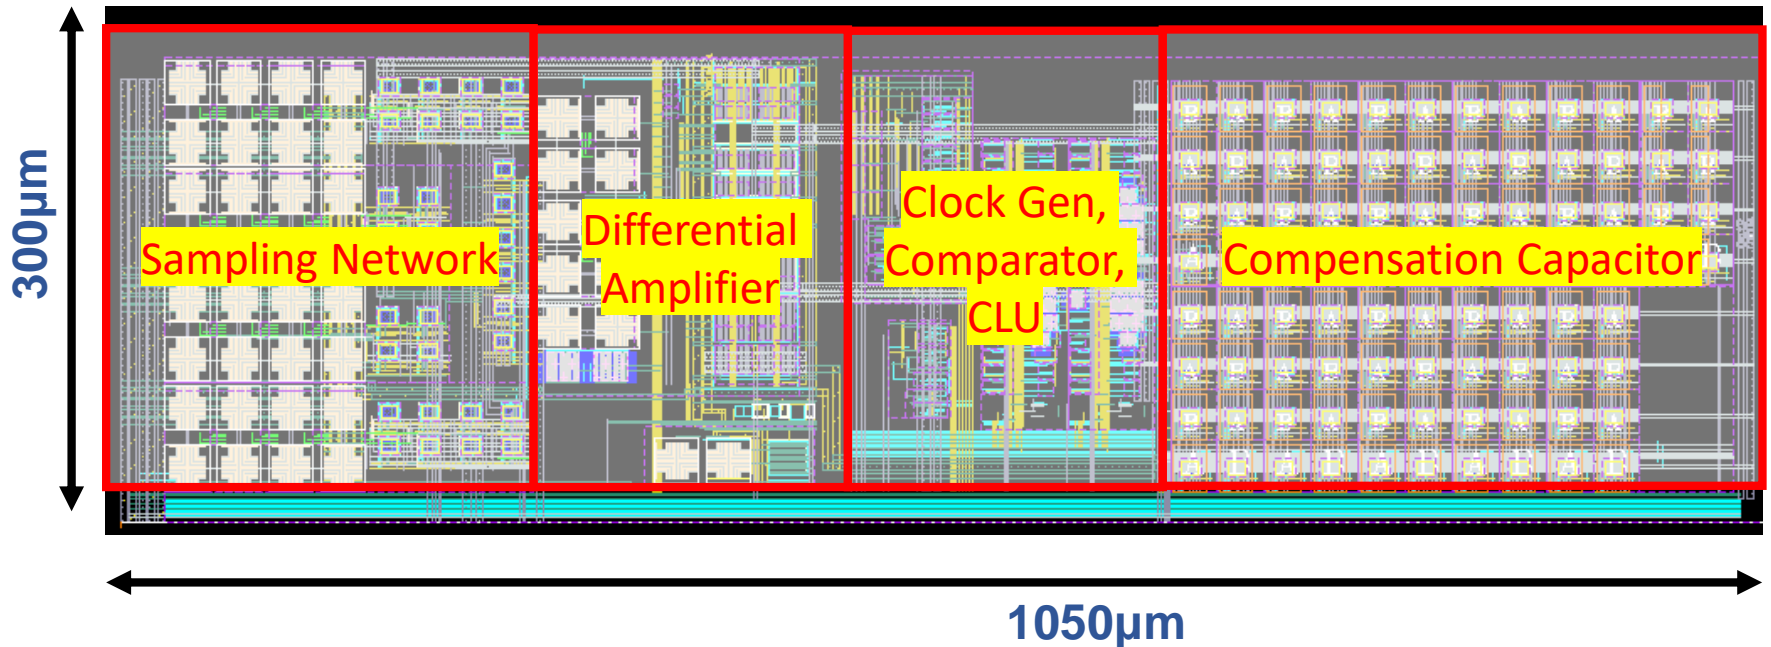 300µm
Sampling Network
Differential
Amplifier
Clock Gen,
Comparator,
CLU
Compensation Capacitor
1050µm